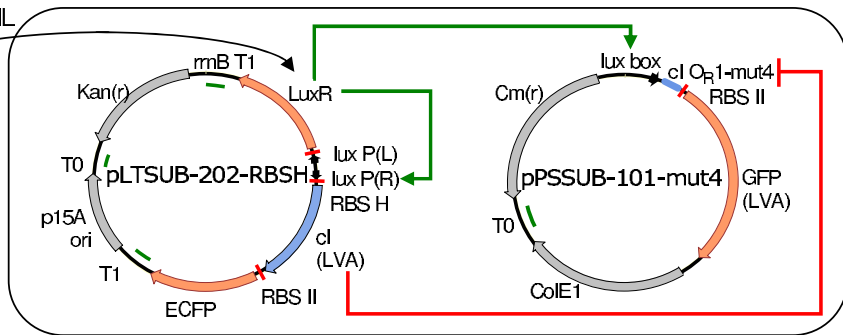 rrnB T1
Kan(r)
LuxR
lux P(L)
lux P(R)
RBS H
pLTSUB-202-RBSH
T0
p15A
ori
T1
ECFP
RBS II
cI
(LVA)
lux box
cI OR1-mut4
RBS II
Cm(r)
pPSSUB-101-mut4
GFP
(LVA)
T0
ColE1